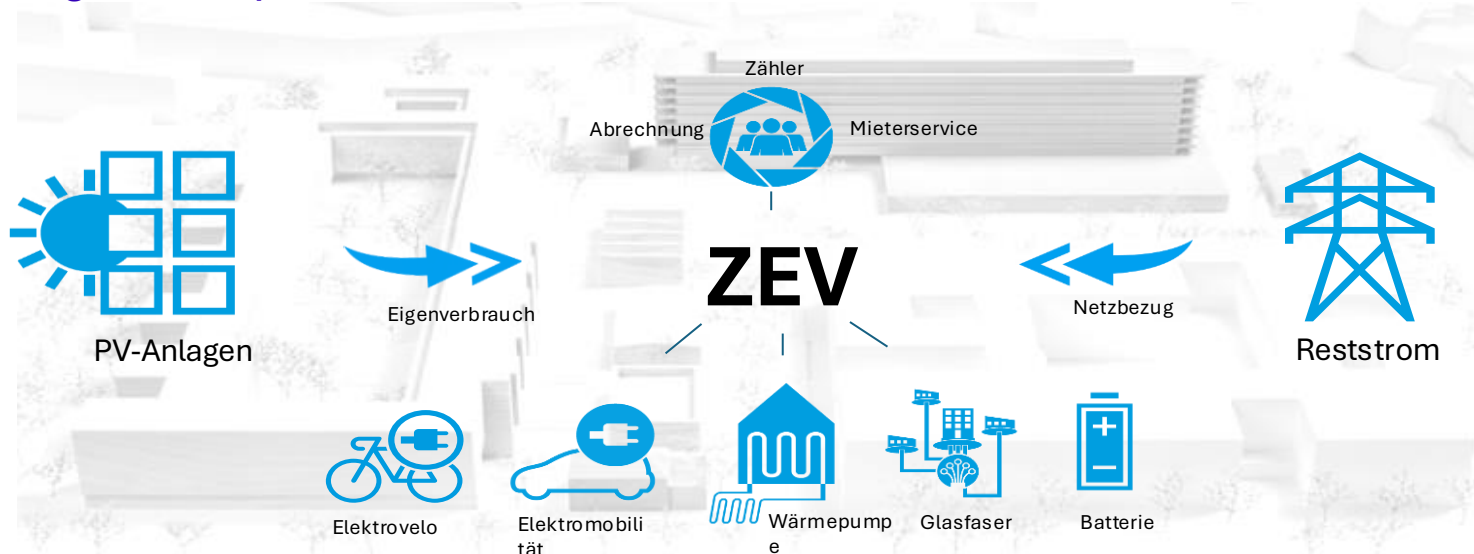 Zähler
Abrechnung
Mieterservice
ZEV
Eigenverbrauch
Netzbezug
PV-Anlagen
Reststrom
Elektrovelo
Elektromobili
tät
Wärmepump
e
Glasfaser
Batterie